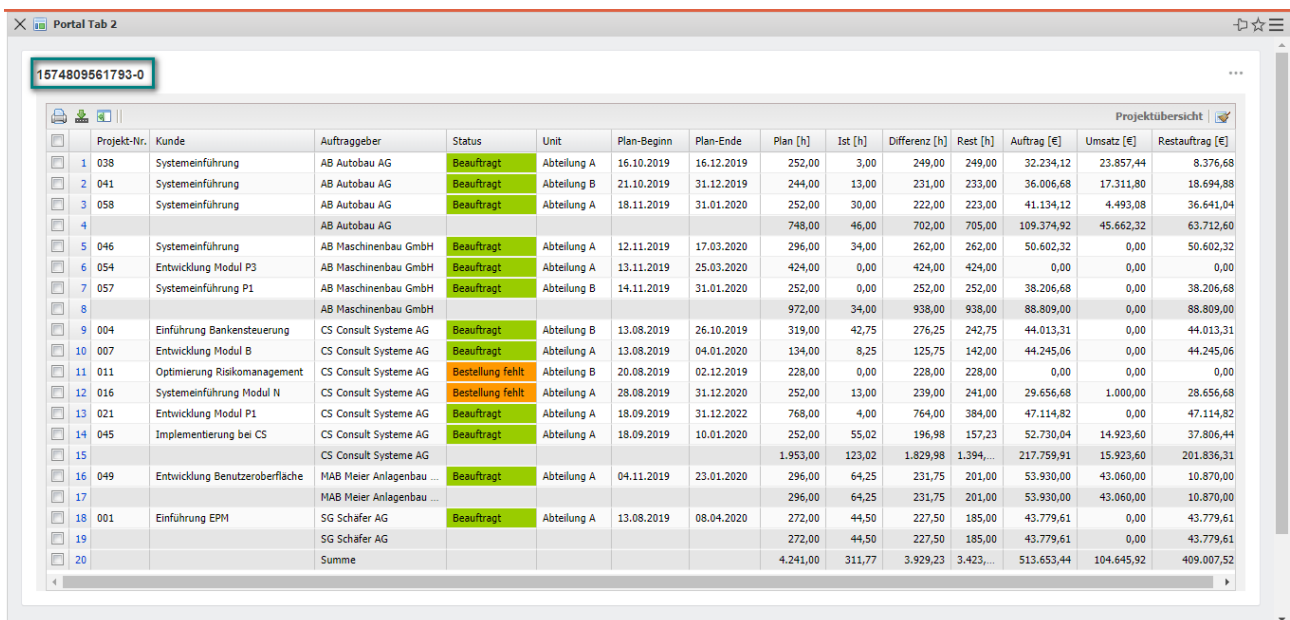 Portal Tab 2
1574809561793-0
Projektübersicht
Projekt-Nr. Kunde Auftraggeber Status Unit Plan-Beginn Plan-Ende Plan [h] Ist [h] Differenz [h] Rest [h] Auftrag [€] Umsatz [€] Restauftrag [€]
1 038 Systemeinführung AB Autobau AG Beauftragt Abteilung A 16.10.2019 16.12.2019 252,00 3,00 249,00 249,00 32.234,12 23.857,44 8.376,68
2 041 Systemeinführung AB Autobau AG Beauftragt Abteilung B 21.10.2019 31.12.2019 244,00 13,00 231,00 233,00 36.006,68 17.311,80 18.694,88
3 058 Systemeinführung AB Autobau AG Beauftragt Abteilung A 18.11.2019 31.01.2020 252,00 30,00 222,00 223,00 41.134,12 4.493,08 36.641,04
4 AB Autobau AG 748,00 46,00 702,00 705,00 109.374,92 45.662,32 63.712,60
5 046 Systemeinführung AB Maschinenbau GmbH Beauftragt Abteilung A 12.11.2019 17.03.2020 296,00 34,00 262,00 262,00 50.602,32 0,00 50.602,32
6 054 Entwicklung Modul P3 AB Maschinenbau GmbH Beauftragt Abteilung A 13.11.2019 25.03.2020 424,00 0,00 424,00 424,00 0,00 0,00 0,00
7 057 Systemeinführung P1 AB Maschinenbau GmbH Beauftragt Abteilung B 14.11.2019 31.01.2020 252,00 0,00 252,00 252,00 38.206,68 0,00 38.206,68
8 AB Maschinenbau GmbH 972,00 34,00 938,00 938,00 88.809,00 0,00 88.809,00
9 004 Einführung Bankensteuerung CS Consult Systeme AG Beauftragt Abteilung B 13.08.2019 26.10.2019 319,00 42,75 276,25 242,75 44.013,31 0,00 44.013,31
10 007 Entwicklung Modul B CS Consult Systeme AG Beauftragt Abteilung A 13.08.2019 04.01.2020 134,00 8,25 125,75 142,00 44.245,06 0,00 44.245,06
11 011 Optimierung Risikomanagement CS Consult Systeme AG Bestellung fehlt Abteilung B 20.08.2019 02.12.2019 228,00 0,00 228,00 228,00 0,00 0,00 0,00
12 016 Systemeinführung Modul N CS Consult Systeme AG Bestellung fehlt Abteilung A 28.08.2019 31.12.2020 252,00 13,00 239,00 241,00 29.656,68 1.000,00 28.656,68
13 021 Entwicklung Modul P1 CS Consult Systeme AG Beauftragt Abteilung A 18.09.2019 31.12.2022 768,00 4,00 764,00 384,00 47.114,82 0,00 47.114,82
14 045 Implementierung bei CS CS Consult Systeme AG Beauftragt Abteilung A 18.09.2019 10.01.2020 252,00 55,02 196,98 157,23 52.730,04 14.923,60 37.806,44
15 CS Consult Systeme AG 1.953,00 123,02 1.829,98 1.394,... 217.759,91 15.923,60 201.836,31
16 049 Entwicklung Benutzeroberfläche MAB Meier Anlagenbau ... Beauftragt Abteilung A 04.11.2019 23.01.2020 296,00 64,25 231,75 201,00 53.930,00 43.060,00 10.870,00
17 MAB Meier Anlagenbau ... 296,00 64,25 231,75 201,00 53.930,00 43.060,00 10.870,00
18 001 Einführung EPM SG Schäfer AG Beauftragt Abteilung A 13.08.2019 08.04.2020 272,00 44,50 227,50 185,00 43.779,61 0,00 43.779,61
19 SG Schäfer AG 272,00 44,50 227,50 185,00 43.779,61 0,00 43.779,61
20 Summe 4.241,00 311,77 3.929,23 3.423,... 513.653,44 104.645,92 409.007,52